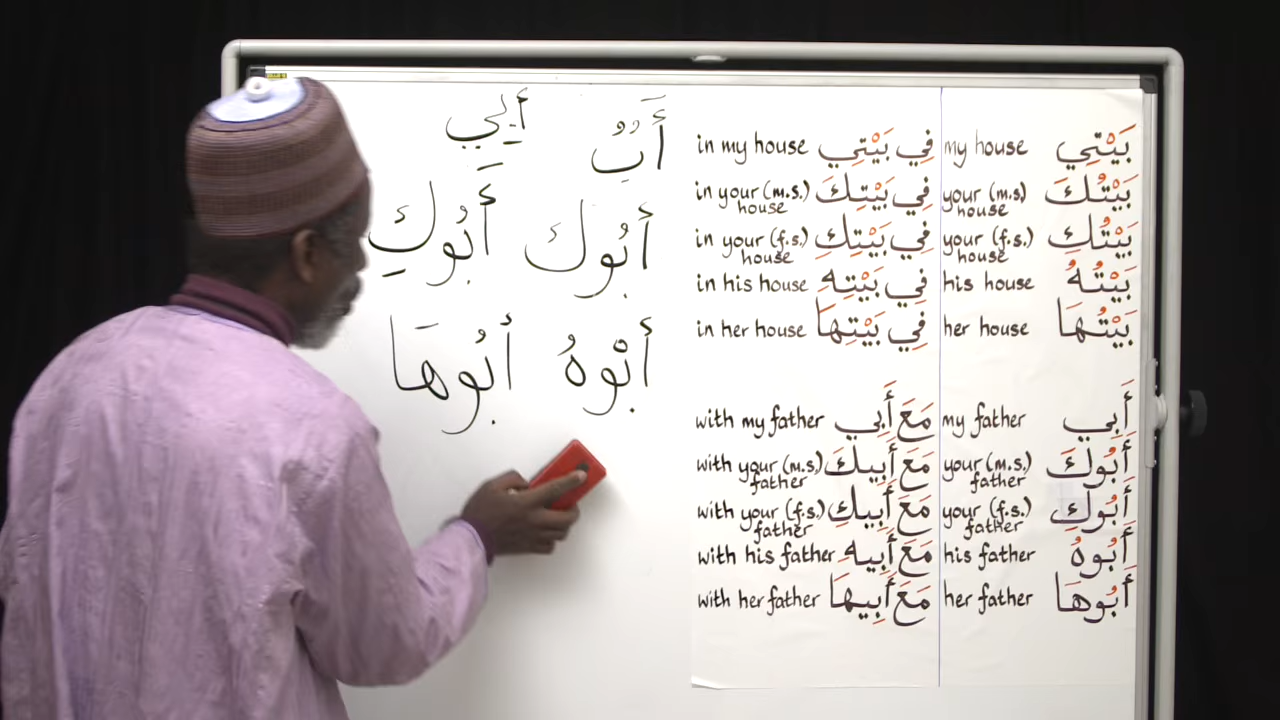 أَبٌ أَبِي
أَبُوكَ أَبُوكِ
أَبُوهُ أَبُوهَا
بَيْتِي my house فِي بَيْتِي in my house
بَيْتُكَ your (m.s.) house فِي بَيْتِكَ in your (m.s.) house
بَيْتُكِ your (f.s.) house فِي بَيْتِكِ in your (f.s.) house
بَيْتُهُ his house فِي بَيْتِهِ in his house
بَيْتُهَا her house فِي بَيْتِهَا in her house
أَبِي my father مَعَ أَبِي with my father
أَبُوكَ your (m.s.) father مَعَ أَبِيكَ with your (m.s.) father
أَبُوكِ your (f.s.) father مَعَ أَبِيكِ with your (f.s.) father
أَبُوهُ his father مَعَ أَبِيهِ with his father
أَبُوهَا her father مَعَ أَبِيهَا with her father